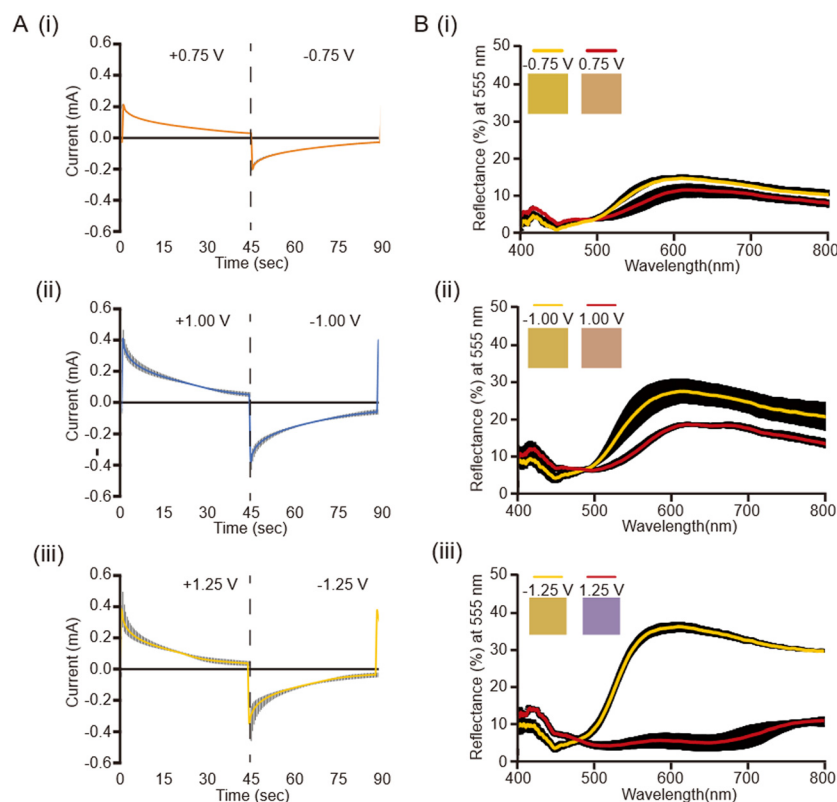 A (i)
0.6
0.4
0.2
0.0
-0.2
-0.4
-0.6
Current (mA)
+0.75 V
-0.75 V
0
15
30
45
60
75
90
Time (sec)
(ii)
0.6
0.4
0.2
0.0
-0.2
-0.4
-0.6
Current (mA)
+1.00 V
-1.00 V
0
15
30
45
60
75
90
Time (sec)
(iii)
0.6
0.4
0.2
0.0
-0.2
-0.4
-0.6
Current (mA)
+1.25 V
-1.25 V
0
15
30
45
60
75
90
Time (sec)
B (i)
50
40
30
20
10
0
Reflectance (%) at 555 nm
-0.75 V
0.75 V
400
500
600
700
800
Wavelength(nm)
(ii)
50
40
30
20
10
0
Reflectance (%) at 555 nm
-1.00 V
1.00 V
400
500
600
700
800
Wavelength(nm)
(iii)
50
40
30
20
10
0
Reflectance (%) at 555 nm
-1.25 V
1.25 V
400
500
600
700
800
Wavelength(nm)